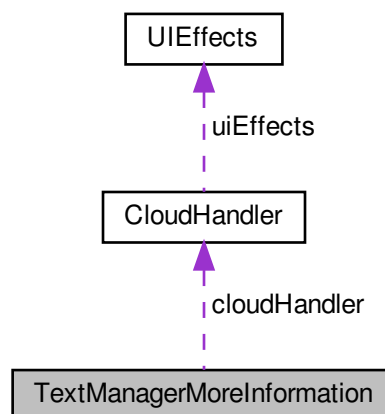 UIEffects
uiEffects
CloudHandler
cloudHandler
TextManagerMoreInformation